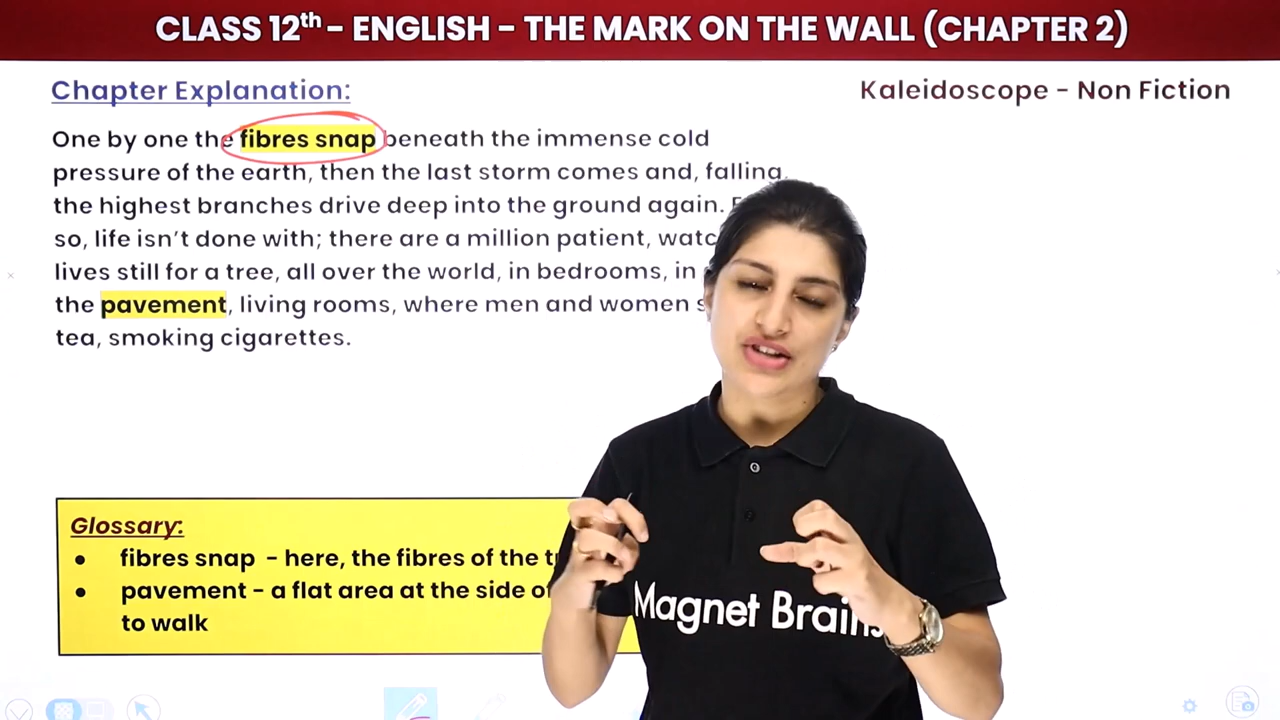 CLASS 12th - ENGLISH - THE MARK ON THE WALL (CHAPTER 2)
Chapter Explanation:
Kaleidoscope - Non Fiction
One by one the fibres snap beneath the immense cold
pressure of the earth, then the last storm comes and, falling,
the highest branches drive deep into the ground again.
so, life isn't done with; there are a million patient,
lives still for a tree, all over the world, in bedrooms, in
the pavement, living rooms, where men and women
tea, smoking cigarettes.
Glossary:
● fibres snap - here, the fibres of the
● pavement - a flat area at the side
to walk
Magnet Brains